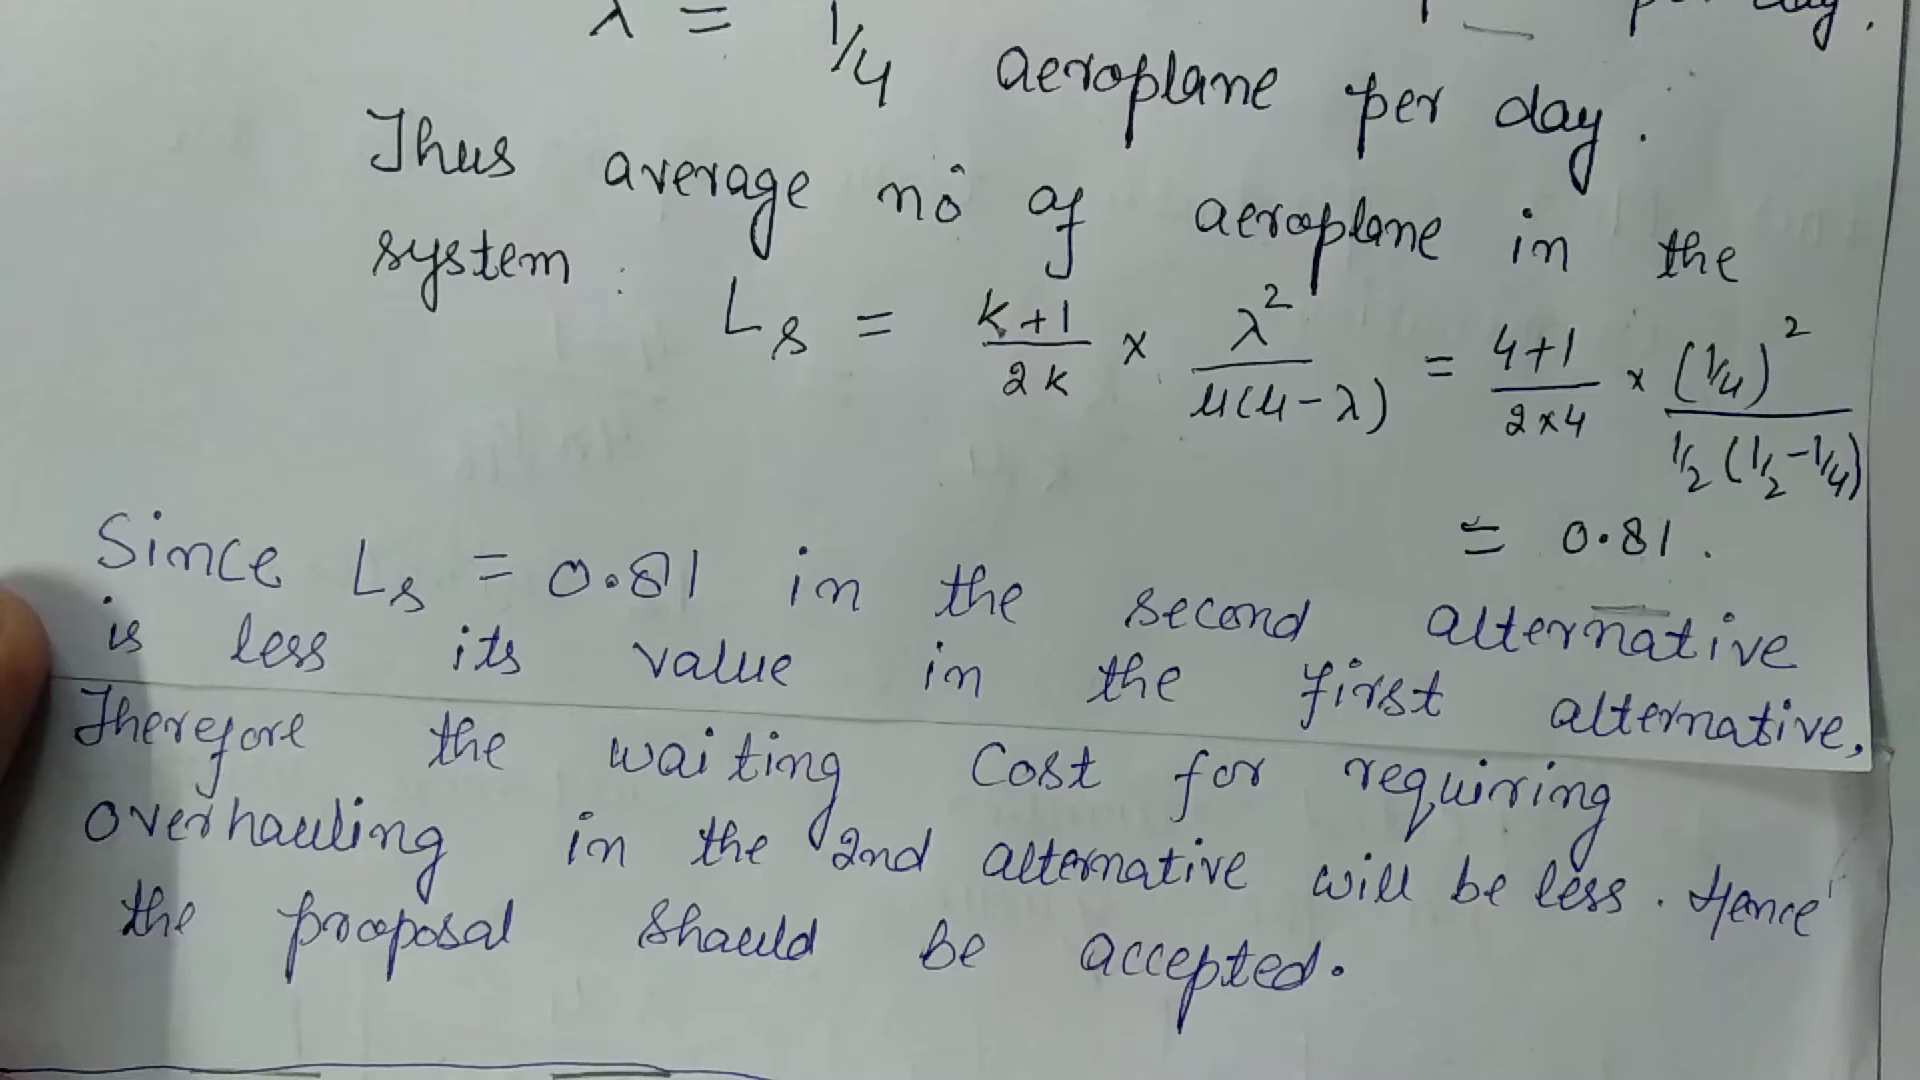 λ = 1/4 aeroplane per day.
Thus average no of aeroplane in the
system : Ls = K+1/2K × λ²/μ(μ-λ) = 4+1/2×4 × (1/4)²/1/2(1/2-1/4)
= 0.81.
Since Ls = 0.81 in the second alternative
is less its value in the first alternative,
Therefore the waiting Cost for requiring
overhauling in the 2nd alternative will be less. Hence
the proposal should be accepted.